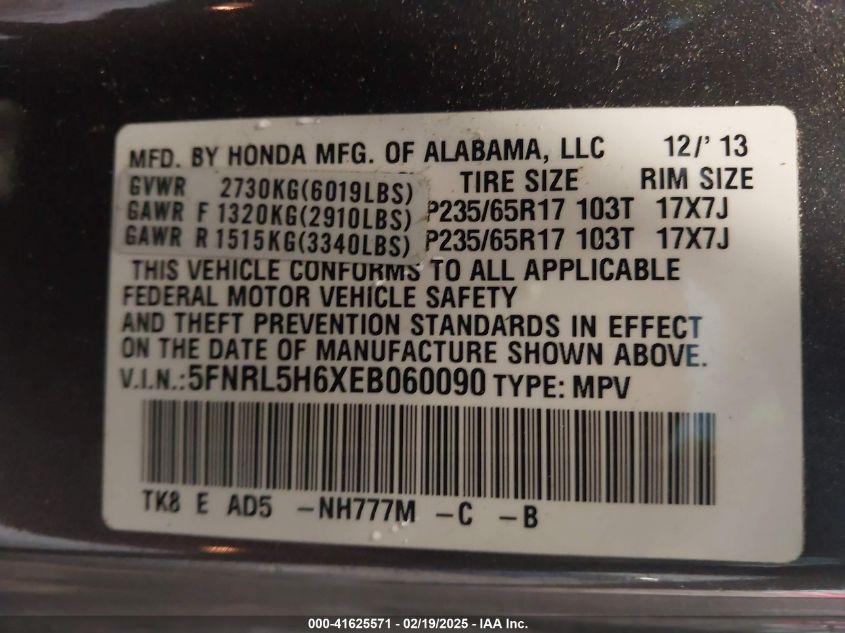 MFD. BY HONDA MFG. OF ALABAMA, LLC 12/' 13
GVWR 2730KG(6019LBS) TIRE SIZE RIM SIZE
GAWR F 1320KG(2910LBS) P235/65R17 103T 17X7J
GAWR R 1515KG(3340LBS) P235/65R17 103T 17X7J
THIS VEHICLE CONFORMS TO ALL APPLICABLE
FEDERAL MOTOR VEHICLE SAFETY
AND THEFT PREVENTION STANDARDS IN EFFECT
ON THE DATE OF MANUFACTURE SHOWN ABOVE.
V.I.N.:5FNRL5H6XEB060090 TYPE: MPV
TK8 E AD5 -NH777M -C -B
000-41625571 - 02/19/2025 - IAA Inc.